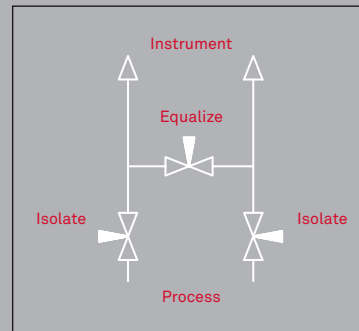 Instrument
Equalize
Isolate
Isolate
Process